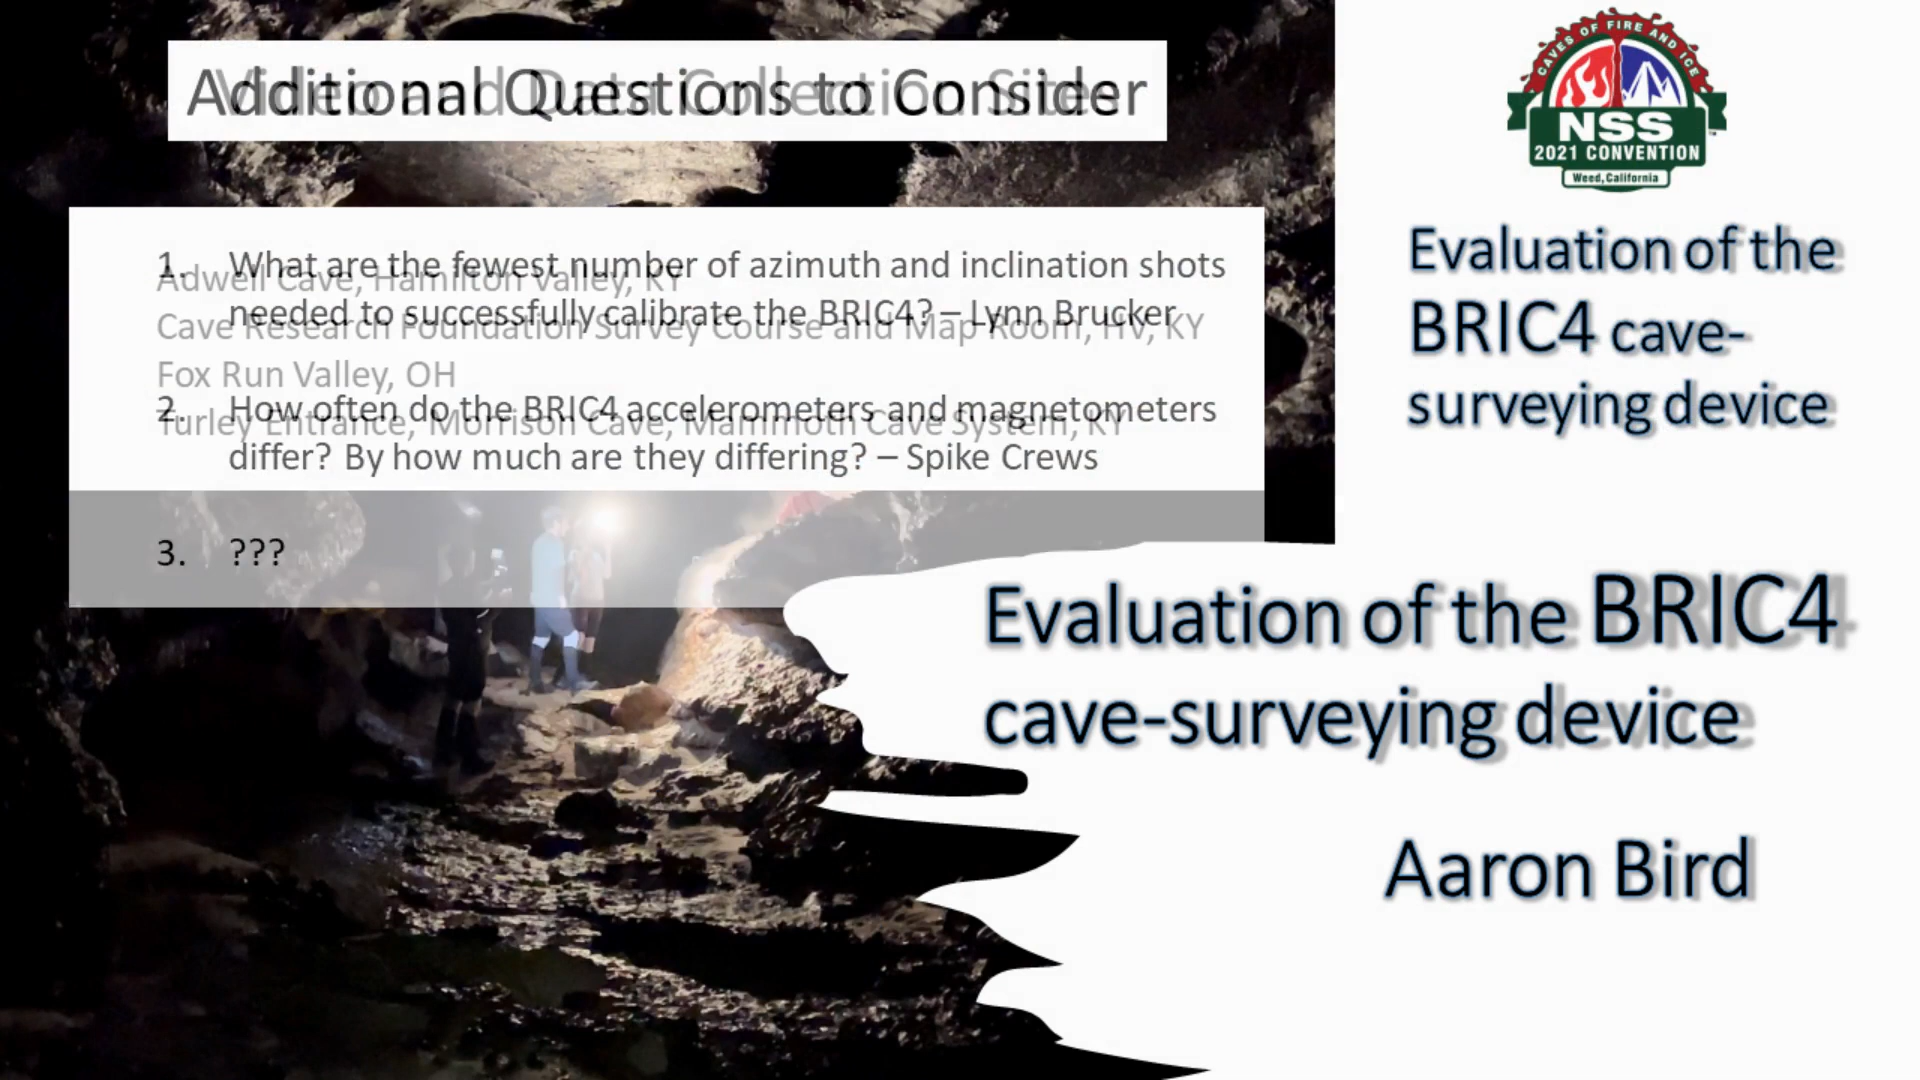 Additional Questions to Consider
Video and Data Collection Sites
1. What are the fewest number of azimuth and inclination shots
needed to successfully calibrate the BRIC4? – Lynn Brucker
2. How often do the BRIC4 accelerometers and magnetometers
differ? By how much are they differing? – Spike Crews
3. ???
Adwell Cave, Hamilton Valley, KY
Cave Research Foundation Survey Course and Map Room, HV, KY
Fox Run Valley, OH
Turley Entrance, Morrison Cave, Mammoth Cave System, KY
CAVES OF FIRE AND ICE
NSS
2021 CONVENTION
Weed, California
Evaluation of the
BRIC4 cave-
surveying device
Evaluation of the BRIC4
cave-surveying device
Aaron Bird